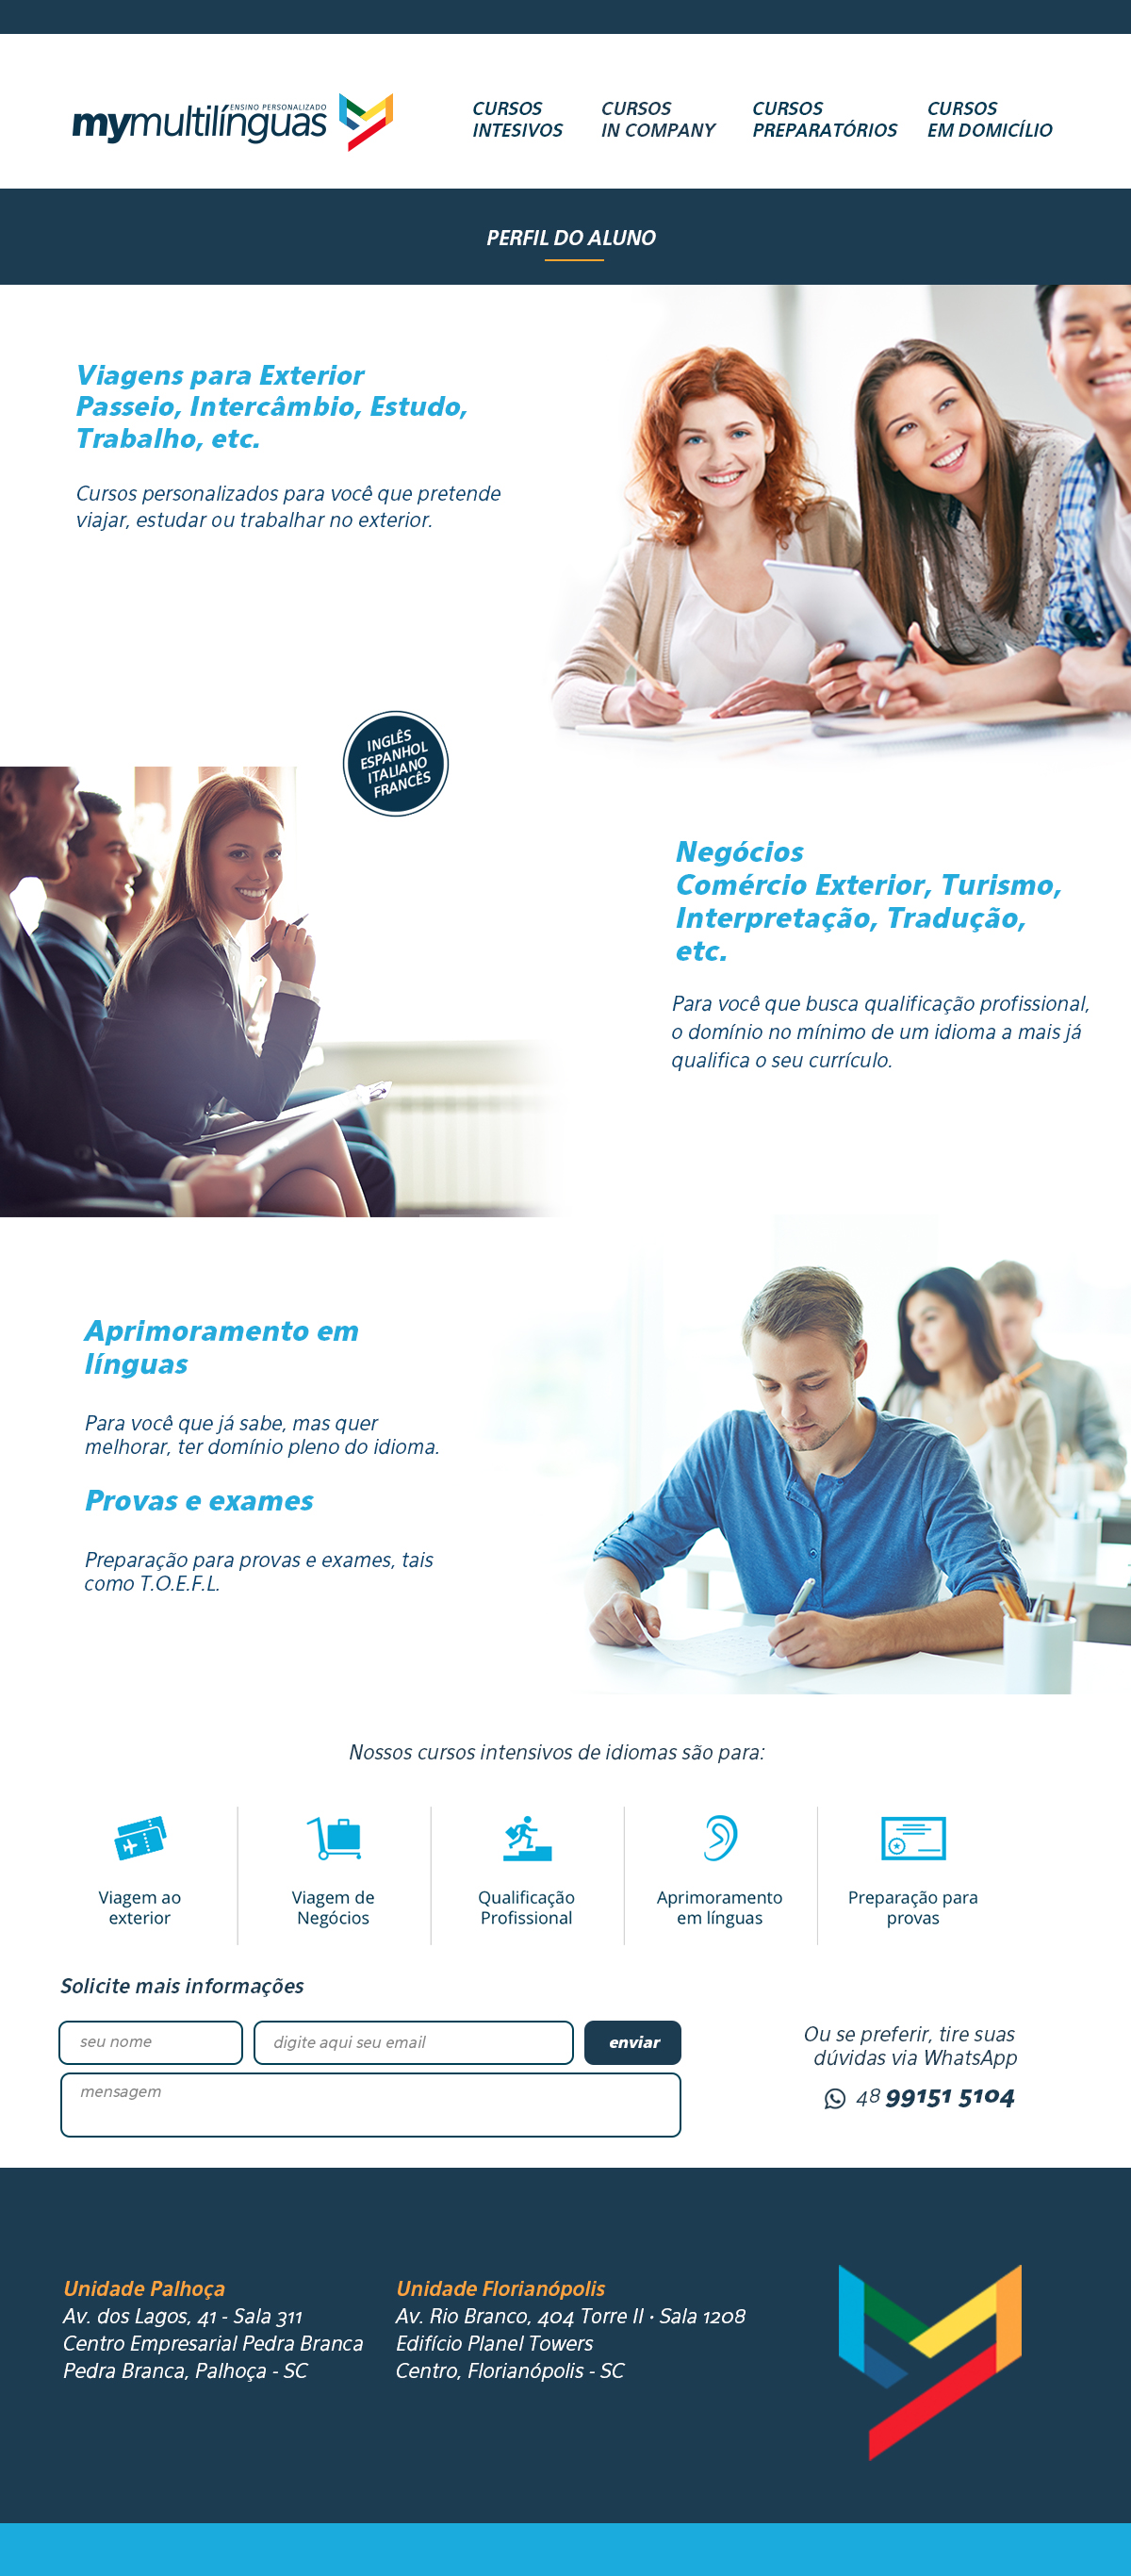 ENSINO PERSONALIZADO
mymultilínguas
CURSOS
INTESIVOS
CURSOS
IN COMPANY
CURSOS
PREPARATÓRIOS
CURSOS
EM DOMICÍLIO
PERFIL DO ALUNO
Viagens para Exterior
Passeio, Intercâmbio, Estudo,
Trabalho, etc.
Cursos personalizados para você que pretende
viajar, estudar ou trabalhar no exterior.
INGLÊS
ESPANHOL
ITALIANO
FRANCÊS
Negócios
Comércio Exterior, Turismo,
Interpretação, Tradução,
etc.
Para você que busca qualificação profissional,
o domínio no mínimo de um idioma a mais já
qualifica o seu currículo.
Aprimoramento em
línguas
Para você que já sabe, mas quer
melhorar, ter domínio pleno do idioma.
Provas e exames
Preparação para provas e exames, tais
como T.O.E.F.L.
Nossos cursos intensivos de idiomas são para:
Viagem ao
exterior
Viagem de
Negócios
Qualificação
Profissional
Aprimoramento
em línguas
Preparação para
provas
Solicite mais informações
seu nome
digite aqui seu email
enviar
mensagem
Ou se preferir, tire suas
dúvidas via WhatsApp
48 99151 5104
Unidade Palhoça
Av. dos Lagos, 41 - Sala 311
Centro Empresarial Pedra Branca
Pedra Branca, Palhoça - SC
Unidade Florianópolis
Av. Rio Branco, 404 Torre II • Sala 1208
Edifício Planel Towers
Centro, Florianópolis - SC